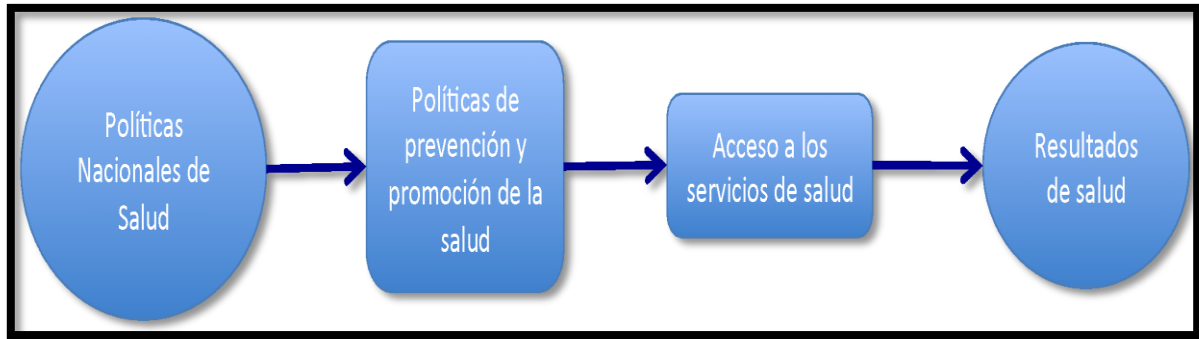 Políticas
Nacionales de
Salud
Políticas de
prevención y
promoción de la
salud
Acceso a los
servicios de salud
Resultados
de salud